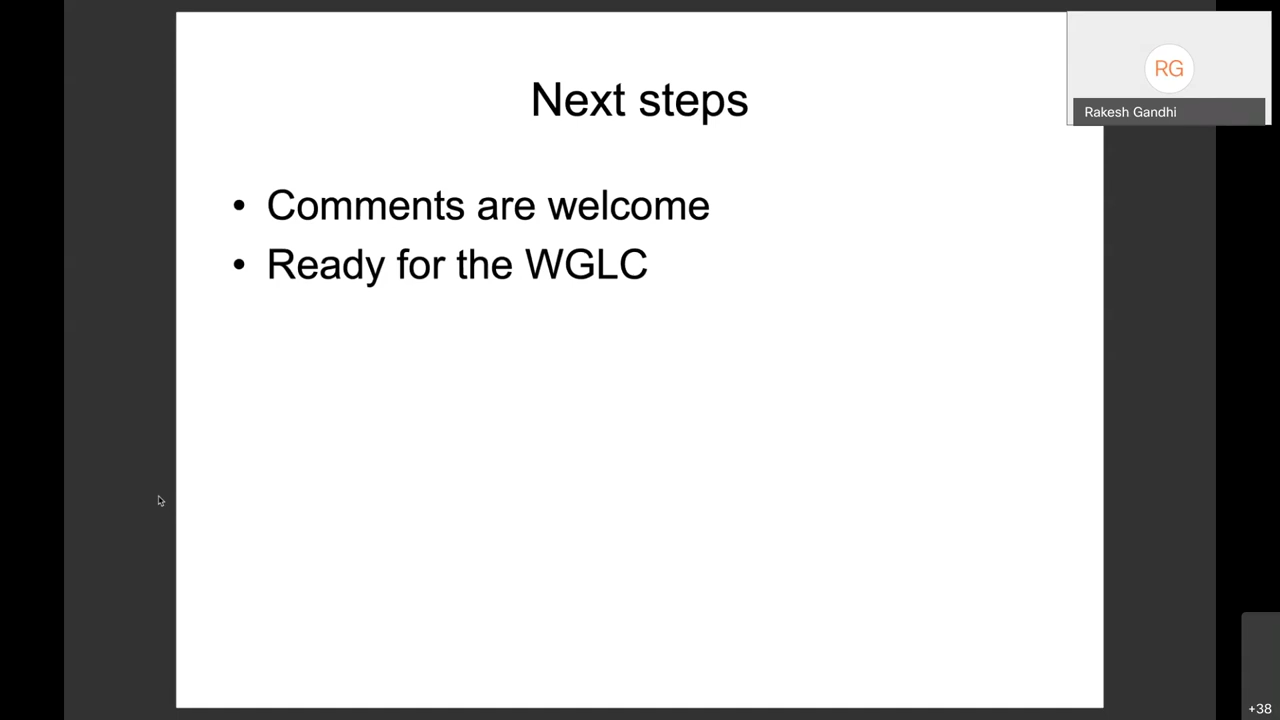 Next steps
• Comments are welcome
• Ready for the WGLC
RG
Rakesh Gandhi
+38